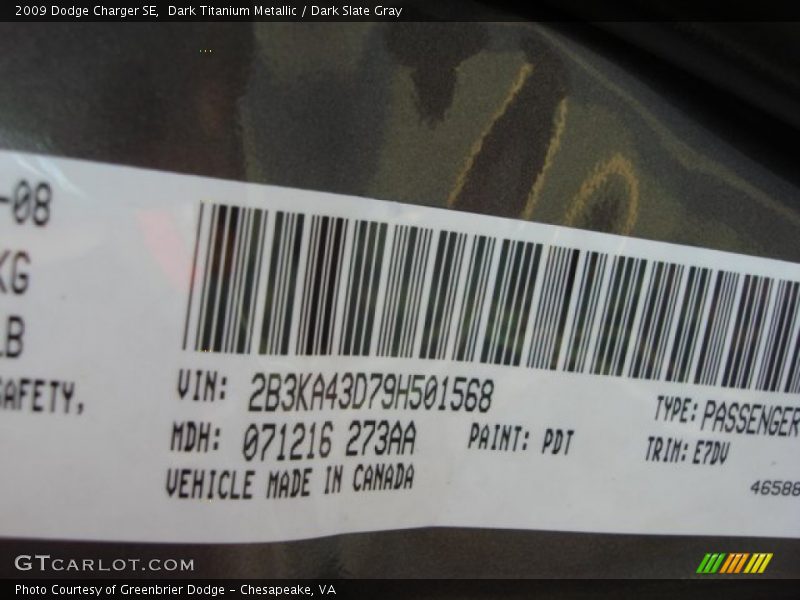 2009 Dodge Charger SE, Dark Titanium Metallic / Dark Slate Gray
-08
KG
LB
SAFETY,
VIN: 2B3KA43D79H501568
TYPE: PASSENGER
MDH: 071216 273AA PAINT: PDT TRIM: E7DV
VEHICLE MADE IN CANADA
46588
GTCARLOT.COM
Photo Courtesy of Greenbrier Dodge - Chesapeake, VA